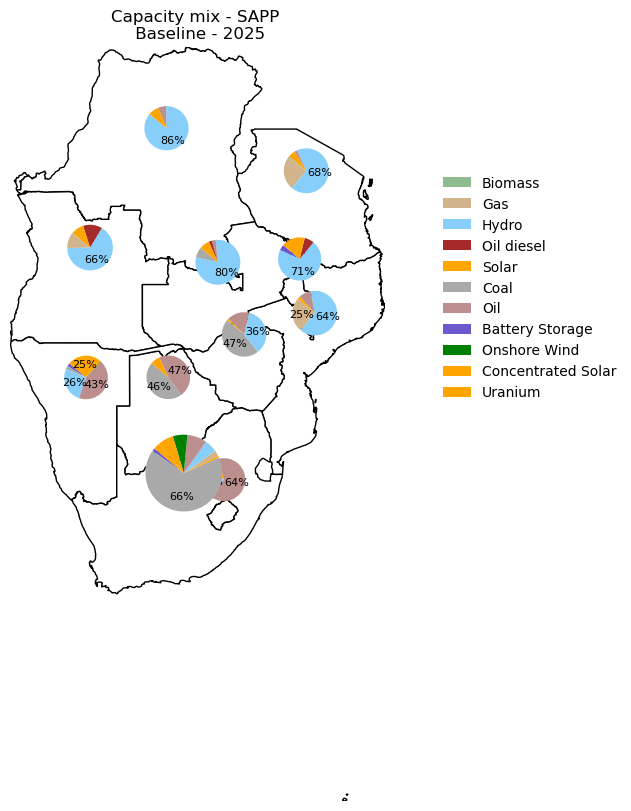 Capacity mix - SAPP
Baseline - 2025
86%
68%
66%
80%
71%
25%
64%
36%
47%
25%
26%
43%
47%
46%
66%
64%
Biomass
Gas
Hydro
Oil diesel
Solar
Coal
Oil
Battery Storage
Onshore Wind
Concentrated Solar
Uranium